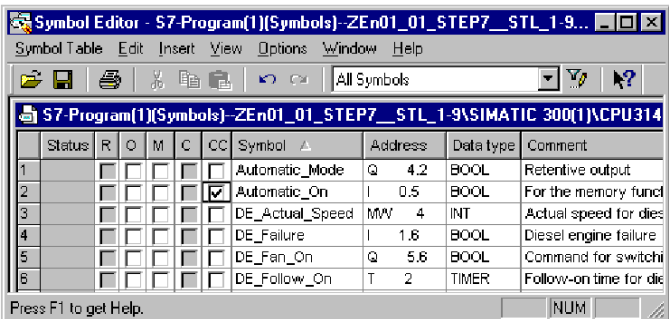 Symbol Editor - S7-Program(1)(Symbols)--ZEn01_01_STEP7__STL_1-9...
Symbol Table Edit Insert View Options Window Help
All Symbols
S7-Program(1)(Symbols)--ZEn01_01_STEP7__STL_1-9\SIMATIC 300(1)\CPU314
Status R O M C CC Symbol Address Data type Comment
1 Automatic_Mode Q 4.2 BOOL Retentive output
2 Automatic_On I 0.5 BOOL For the memory funct
3 DE_Actual_Speed MW 4 INT Actual speed for dies
4 DE_Failure I 1.6 BOOL Diesel engine failure
5 DE_Fan_On Q 5.6 BOOL Command for switchi
6 DE_Follow_On T 2 TIMER Follow-on time for die
Press F1 to get Help. NUM